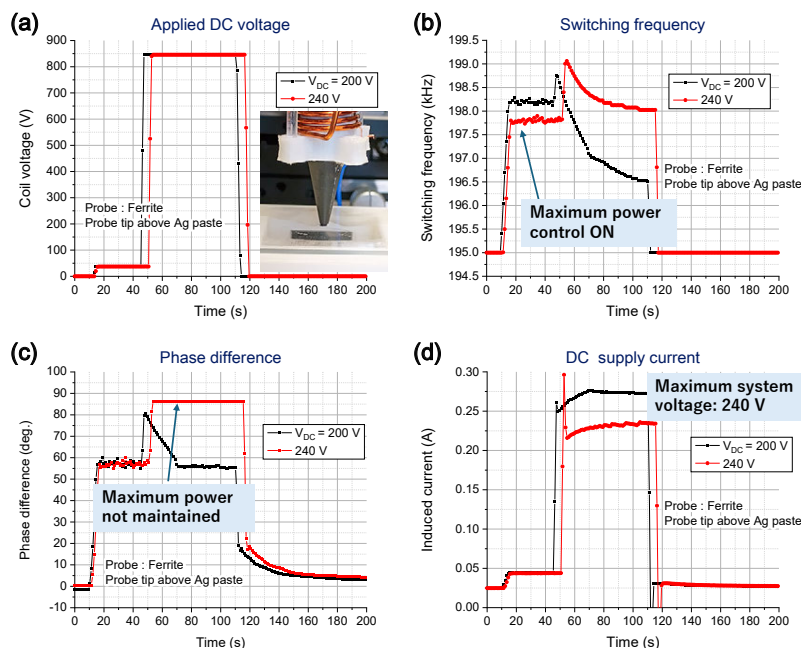 (a)
Applied DC voltage
900
800
700
600
500
400
300
200
100
0
Coil voltage (V)
V_DC = 200 V
240 V
Probe : Ferrite
Probe tip above Ag paste
0 20 40 60 80 100 120 140 160 180 200
Time (s)
(b)
Switching frequency
199.5
199.0
198.5
198.0
197.5
197.0
196.5
196.0
195.5
195.0
194.5
Switching frequency (kHz)
V_DC = 200 V
240 V
Probe : Ferrite
Probe tip above Ag paste
Maximum power
control ON
0 20 40 60 80 100 120 140 160 180 200
Time (s)
(c)
Phase difference
100
90
80
70
60
50
40
30
20
10
0
-10
Phase difference (deg.)
V_DC = 200 V
240 V
Maximum power
not maintained
Probe : Ferrite
Probe tip above Ag paste
0 20 40 60 80 100 120 140 160 180 200
Time (s)
(d)
DC supply current
0.30
0.25
0.20
0.15
0.10
0.05
0.00
Induced current (A)
Maximum system
voltage: 240 V
V_DC = 200 V
240 V
Probe : Ferrite
Probe tip above Ag paste
0 20 40 60 80 100 120 140 160 180 200
Time (s)